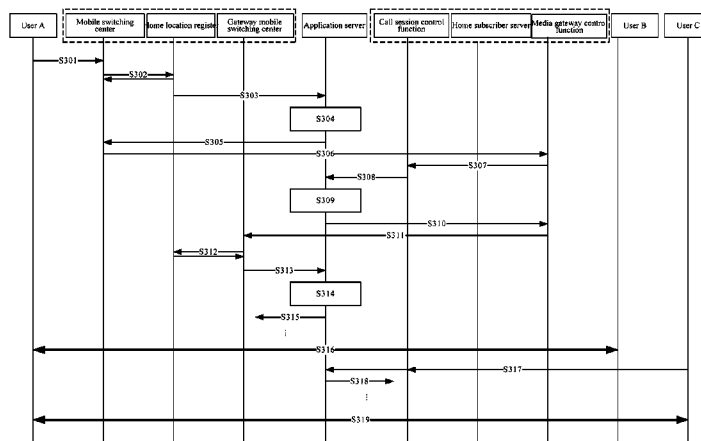 User A
Mobile switching
center
Home location register
Gateway mobile
switching center
Application server
Call session control
function
Home subscriber server
Media gateway control
function
User B
User C
S301
S302
S303
S304
S305
S306
S307
S308
S309
S310
S311
S312
S313
S314
S315
S316
S317
S318
S319